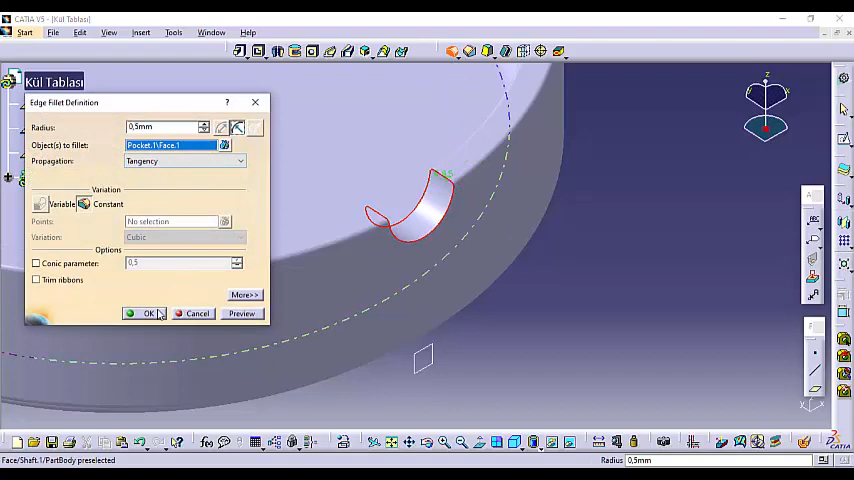 CATIA V5 - [Kül Tablası]
Start File Edit View Insert Tools Window Help
Kül Tablası
Edge Fillet Definition ? ×
Radius: 0,5mm
Object(s) to fillet: Pocket.1\Face.1
Propagation: Tangency
Variation
Variable Constant
Points: No selection
Variation: Cubic
Options
Conic parameter: 0,5
Trim ribbons
More>>
OK Cancel Preview
z
y x
Face/Shaft.1/PartBody preselected
Radius 0,5mm